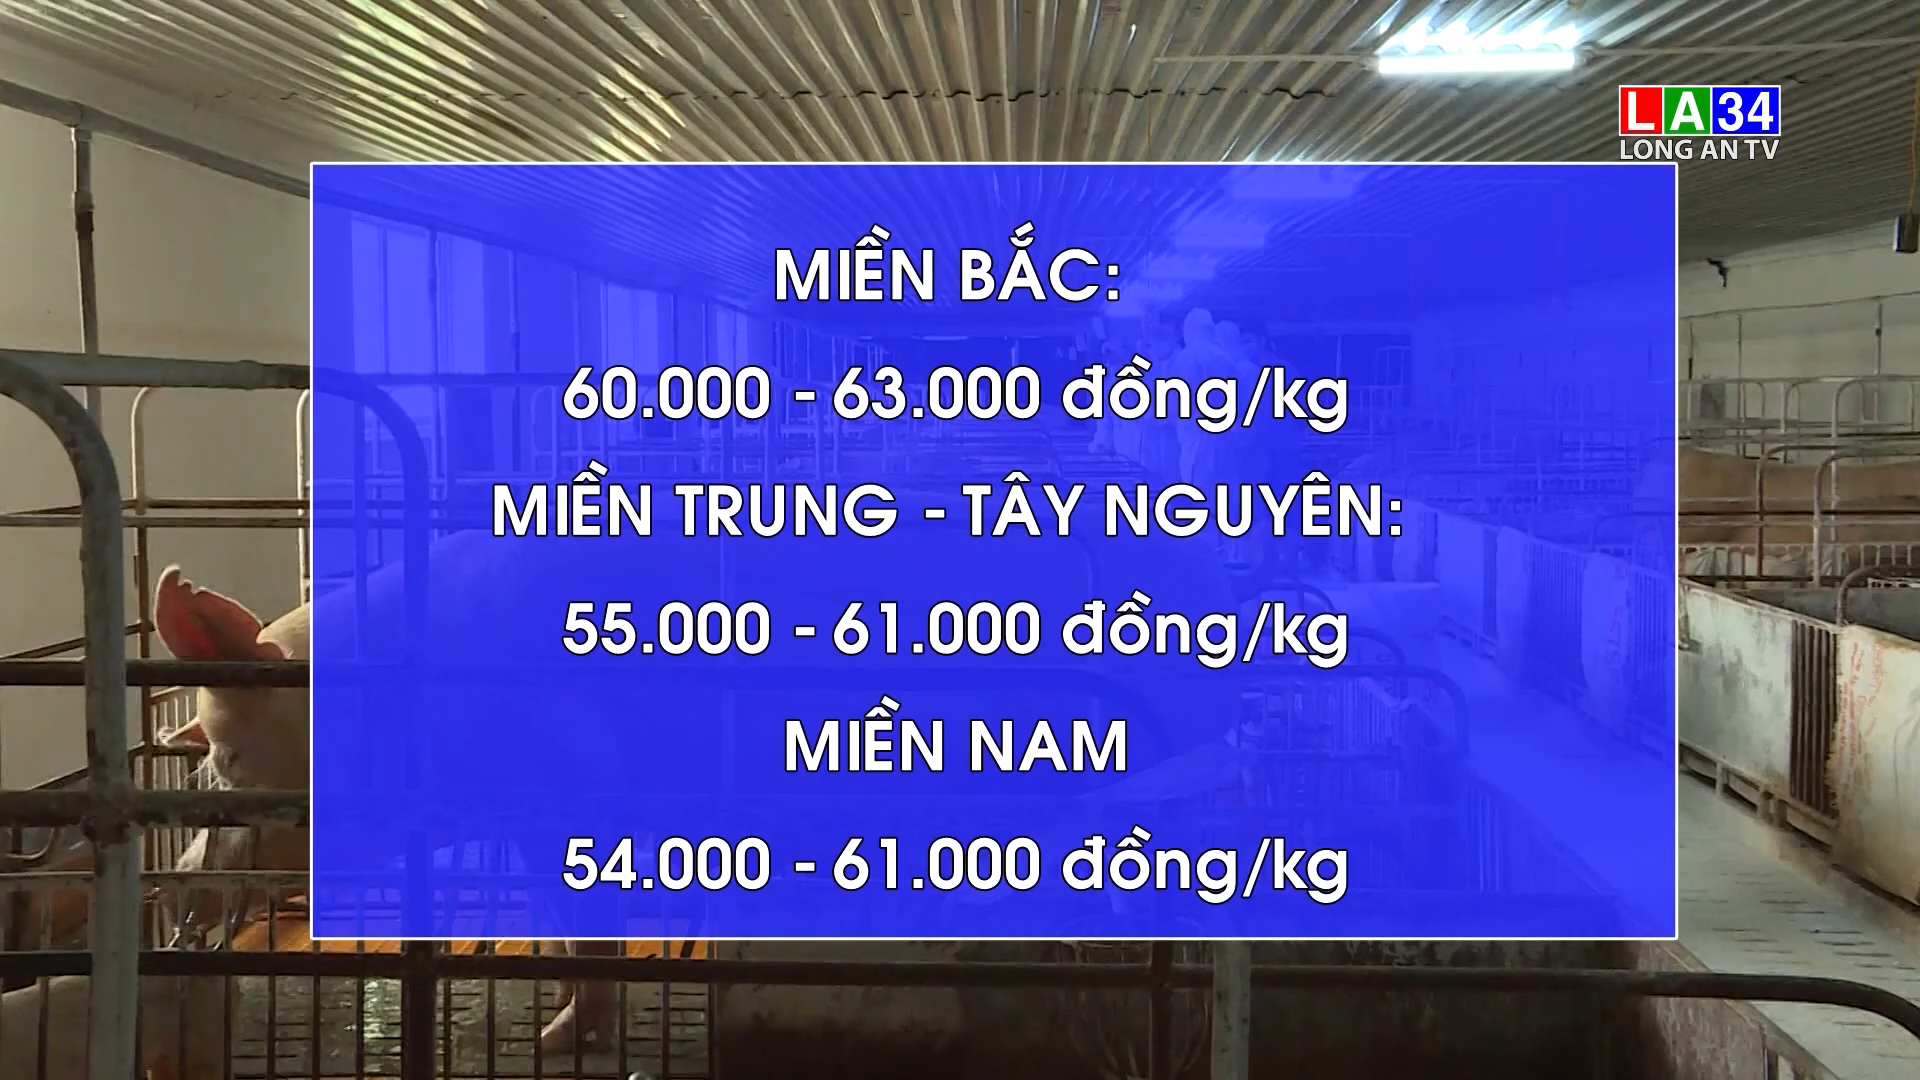 LA34
LONG AN TV
MIỀN BẮC:
60.000 - 63.000 đồng/kg
MIỀN TRUNG - TÂY NGUYÊN:
55.000 - 61.000 đồng/kg
MIỀN NAM
54.000 - 61.000 đồng/kg